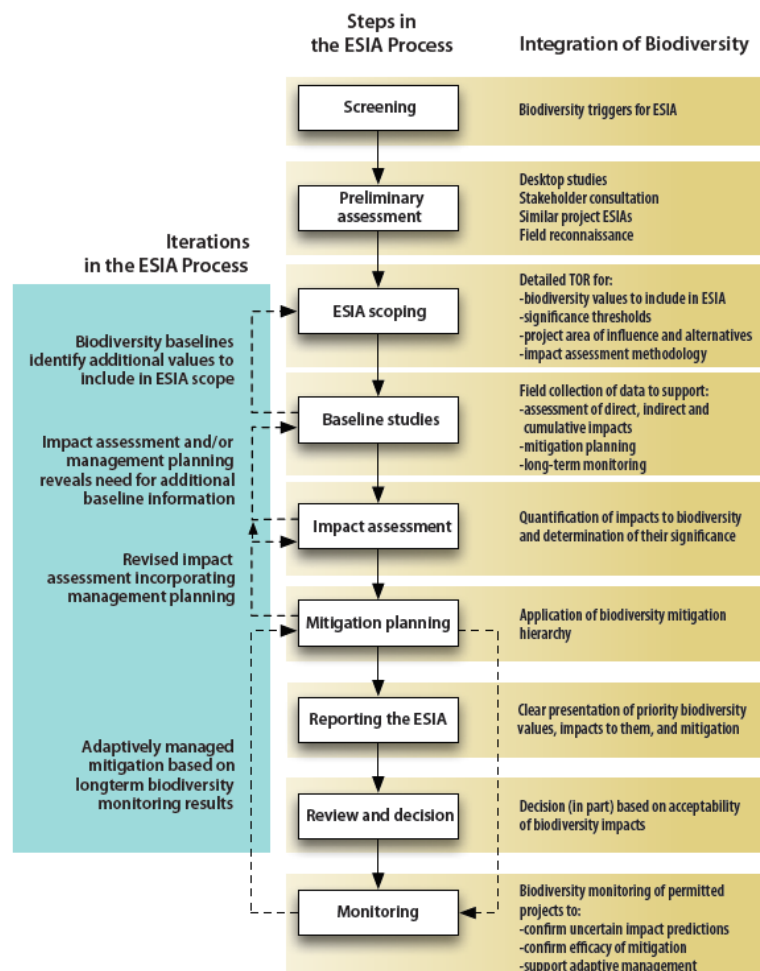 Steps in
the ESIA Process
Integration of Biodiversity
Screening
Biodiversity triggers for ESIA
Preliminary
assessment
Desktop studies
Stakeholder consultation
Similar project ESIAs
Field reconnaissance
Iterations
in the ESIA Process
ESIA scoping
Detailed TOR for:
-biodiversity values to include in ESIA
-significance thresholds
-project area of influence and alternatives
-impact assessment methodology
Biodiversity baselines
identify additional values to
include in ESIA scope
Baseline studies
Field collection of data to support:
-assessment of direct, indirect and
cumulative impacts
-mitigation planning
-long-term monitoring
Impact assessment and/or
management planning
reveals need for additional
baseline information
Impact assessment
Quantification of impacts to biodiversity
and determination of their significance
Revised impact
assessment incorporating
management planning
Mitigation planning
Application of biodiversity mitigation
hierarchy
Reporting the ESIA
Clear presentation of priority biodiversity
values, impacts to them, and mitigation
Adaptively managed
mitigation based on
longterm biodiversity
monitoring results
Review and decision
Decision (in part) based on acceptability
of biodiversity impacts
Monitoring
Biodiversity monitoring of permitted
projects to:
-confirm uncertain impact predictions
-confirm efficacy of mitigation
-support adaptive management